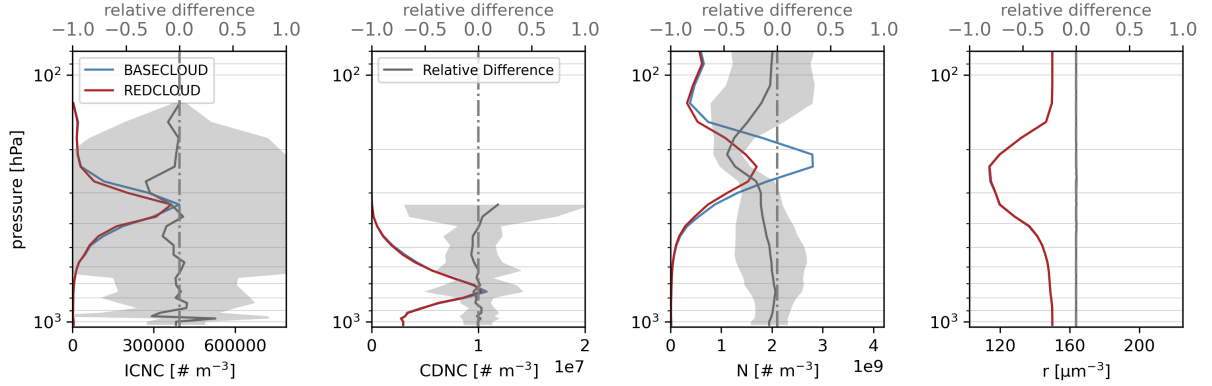 relative difference relative difference relative difference relative difference
−1.0 −0.5 0.0 0.5 1.0 −1.0 −0.5 0.0 0.5 1.0 −1.0 −0.5 0.0 0.5 1.0 −1.0 −0.5 0.0 0.5 1.0
BASECLOUD
REDCLOUD
Relative Difference
10² 10² 10² 10²
pressure [hPa]
10³ 10³ 10³ 10³
0 300000 600000 0 1 2 0 1 2 3 4 120 160 200
1e7 1e9
ICNC [# m⁻³] CDNC [# m⁻³] N [# m⁻³] r [μm⁻³]